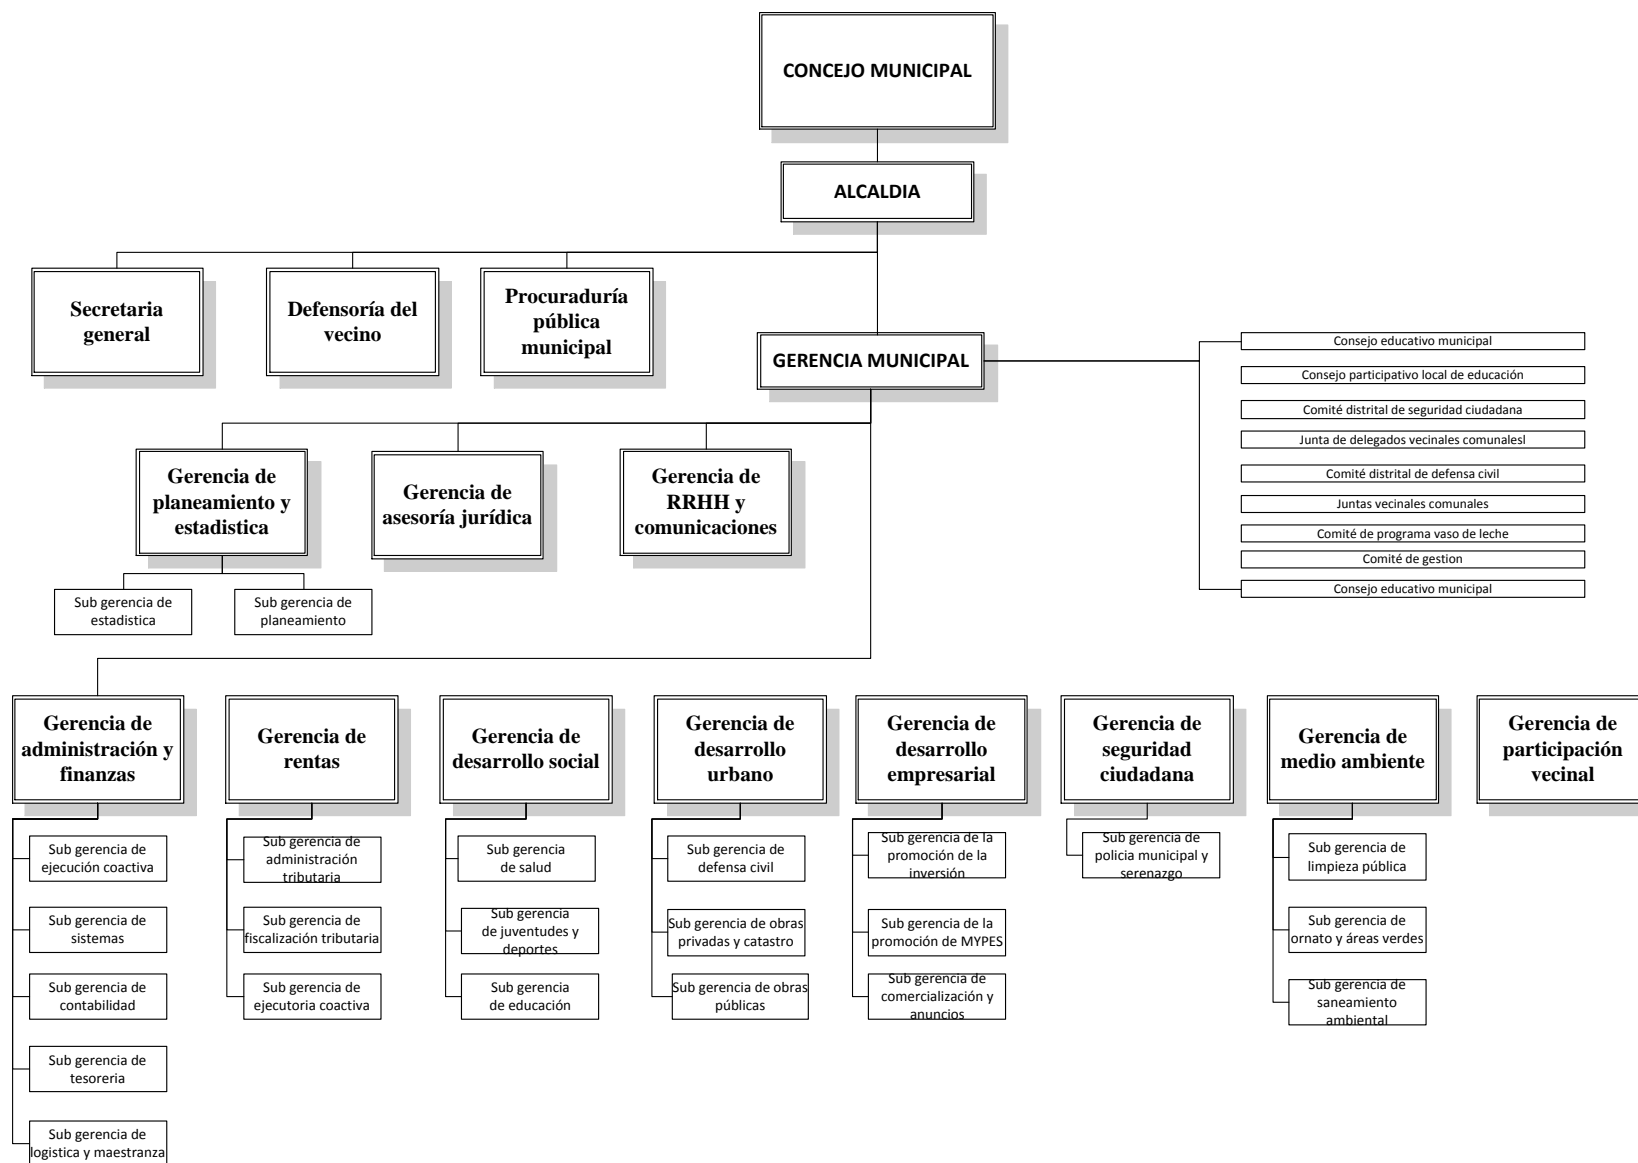 CONCEJO MUNICIPAL
ALCALDIA
Secretaria
general
Defensoría del
vecino
Procuraduría
pública
municipal
GERENCIA MUNICIPAL
Consejo educativo municipal
Consejo participativo local de educación
Comité distrital de seguridad ciudadana
Junta de delegados vecinales comunalesl
Comité distrital de defensa civil
Juntas vecinales comunales
Comité de programa vaso de leche
Comité de gestion
Consejo educativo municipal
Gerencia de
planeamiento y
estadistica
Gerencia de
asesoría jurídica
Gerencia de
RRHH y
comunicaciones
Sub gerencia de
estadistica
Sub gerencia de
planeamiento
Gerencia de
administración y
finanzas
Gerencia de
rentas
Gerencia de
desarrollo social
Gerencia de
desarrollo
urbano
Gerencia de
desarrollo
empresarial
Gerencia de
seguridad
ciudadana
Gerencia de
medio ambiente
Gerencia de
participación
vecinal
Sub gerencia de
ejecución coactiva
Sub gerencia de
sistemas
Sub gerencia de
contabilidad
Sub gerencia de
tesoreria
Sub gerencia de
logistica y maestranza
Sub gerencia de
administración
tributaria
Sub gerencia de
fiscalización tributaria
Sub gerencia de
ejecutoria coactiva
Sub gerencia
de salud
Sub gerencia
de juventudes y
deportes
Sub gerencia
de educación
Sub gerencia de
defensa civil
Sub gerencia de obras
privadas y catastro
Sub gerencia de obras
públicas
Sub gerencia de la
promoción de la
inversión
Sub gerencia de la
promoción de MYPES
Sub gerencia de
comercialización y
anuncios
Sub gerencia de
policia municipal y
serenazgo
Sub gerencia de
limpieza pública
Sub gerencia de
ornato y áreas verdes
Sub gerencia de
saneamiento
ambiental